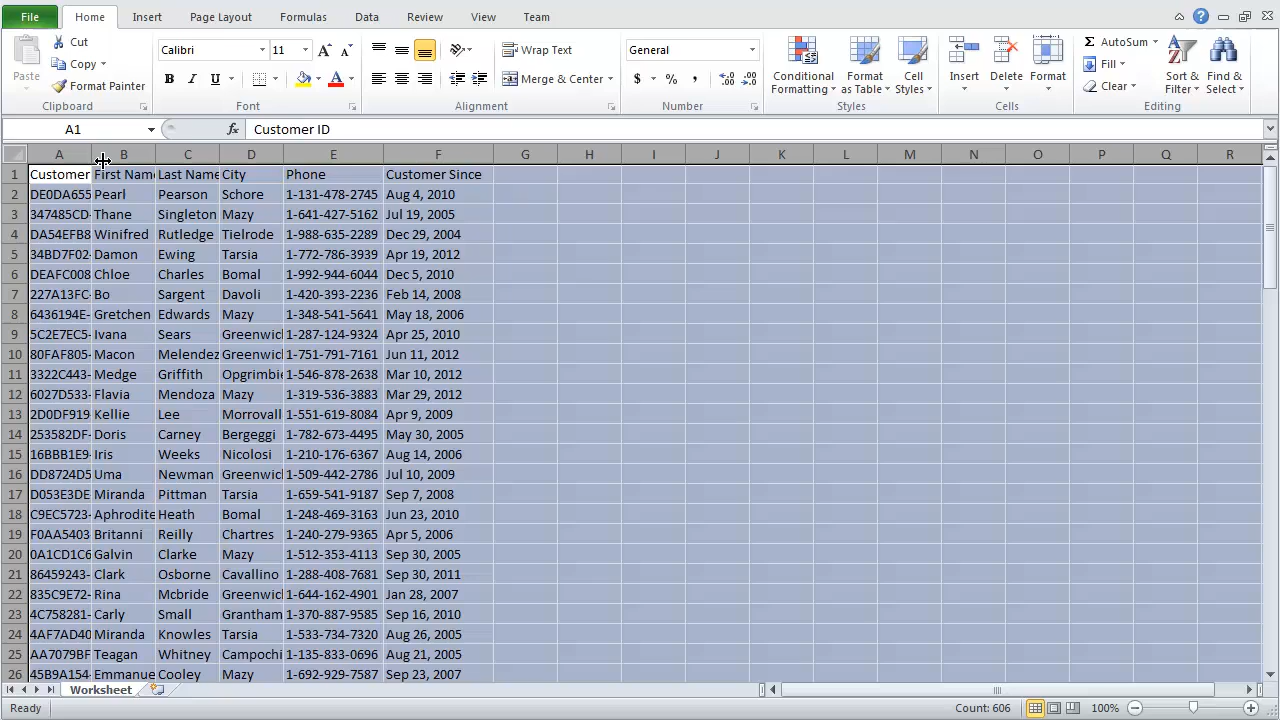 File Home Insert Page Layout Formulas Data Review View Team
Paste Cut Copy Format Painter Clipboard
Calibri 11 B I U A Font
Wrap Text Merge & Center Alignment
General $ % , Number
Conditional Formatting Format as Table Cell Styles Styles
Insert Delete Format Cells
Σ AutoSum Fill Clear Sort & Filter Find & Select Editing
A1 fx Customer ID
A B C D E F G H I J K L M N O P Q R
1 Customer First Name Last Name City Phone Customer Since
2 DE0DA655 Pearl Pearson Schore 1-131-478-2745 Aug 4, 2010
3 347485CD- Thane Singleton Mazy 1-641-427-5162 Jul 19, 2005
4 DA54EFB8 Winifred Rutledge Tielrode 1-988-635-2289 Dec 29, 2004
5 34BD7F02- Damon Ewing Tarsia 1-772-786-3939 Apr 19, 2012
6 DEAFC008 Chloe Charles Bomal 1-992-944-6044 Dec 5, 2010
7 227A13FC- Bo Sargent Davoli 1-420-393-2236 Feb 14, 2008
8 6436194E- Gretchen Edwards Mazy 1-348-541-5641 May 18, 2006
9 5C2E7EC5- Ivana Sears Greenwic 1-287-124-9324 Apr 25, 2010
10 80FAF805- Macon Melendez Greenwic 1-751-791-7161 Jun 11, 2012
11 3322C443- Medge Griffith Opgrimbi 1-546-878-2638 Mar 10, 2012
12 6027D533- Flavia Mendoza Mazy 1-319-536-3883 Mar 29, 2012
13 2D0DF919 Kellie Lee Morrovall 1-551-619-8084 Apr 9, 2009
14 253582DF- Doris Carney Bergeggi 1-782-673-4495 May 30, 2005
15 16BBB1E9- Iris Weeks Nicolosi 1-210-176-6367 Aug 14, 2006
16 DD8724D5 Uma Newman Greenwic 1-509-442-2786 Jul 10, 2009
17 D053E3DE Miranda Pittman Tarsia 1-659-541-9187 Sep 7, 2008
18 C9EC5723- Aphrodite Heath Bomal 1-248-469-3163 Jun 23, 2010
19 F0AA5403 Britanni Reilly Chartres 1-240-279-9365 Apr 5, 2006
20 0A1CD1C6 Galvin Clarke Mazy 1-512-353-4113 Sep 30, 2005
21 86459243- Clark Osborne Cavallino 1-288-408-7681 Sep 30, 2011
22 835C9E72- Rina Mcbride Greenwic 1-644-162-4901 Jan 28, 2007
23 4C758281- Carly Small Grantham 1-370-887-9585 Sep 16, 2010
24 4AF7AD40 Miranda Knowles Tarsia 1-533-734-7320 Aug 26, 2005
25 AA7079BF Teagan Whitney Campochi 1-135-833-0696 Aug 21, 2005
26 45B9A154- Emmanue Cooley Mazy 1-692-929-7587 Sep 23, 2007
Worksheet
Ready Count: 606 100%